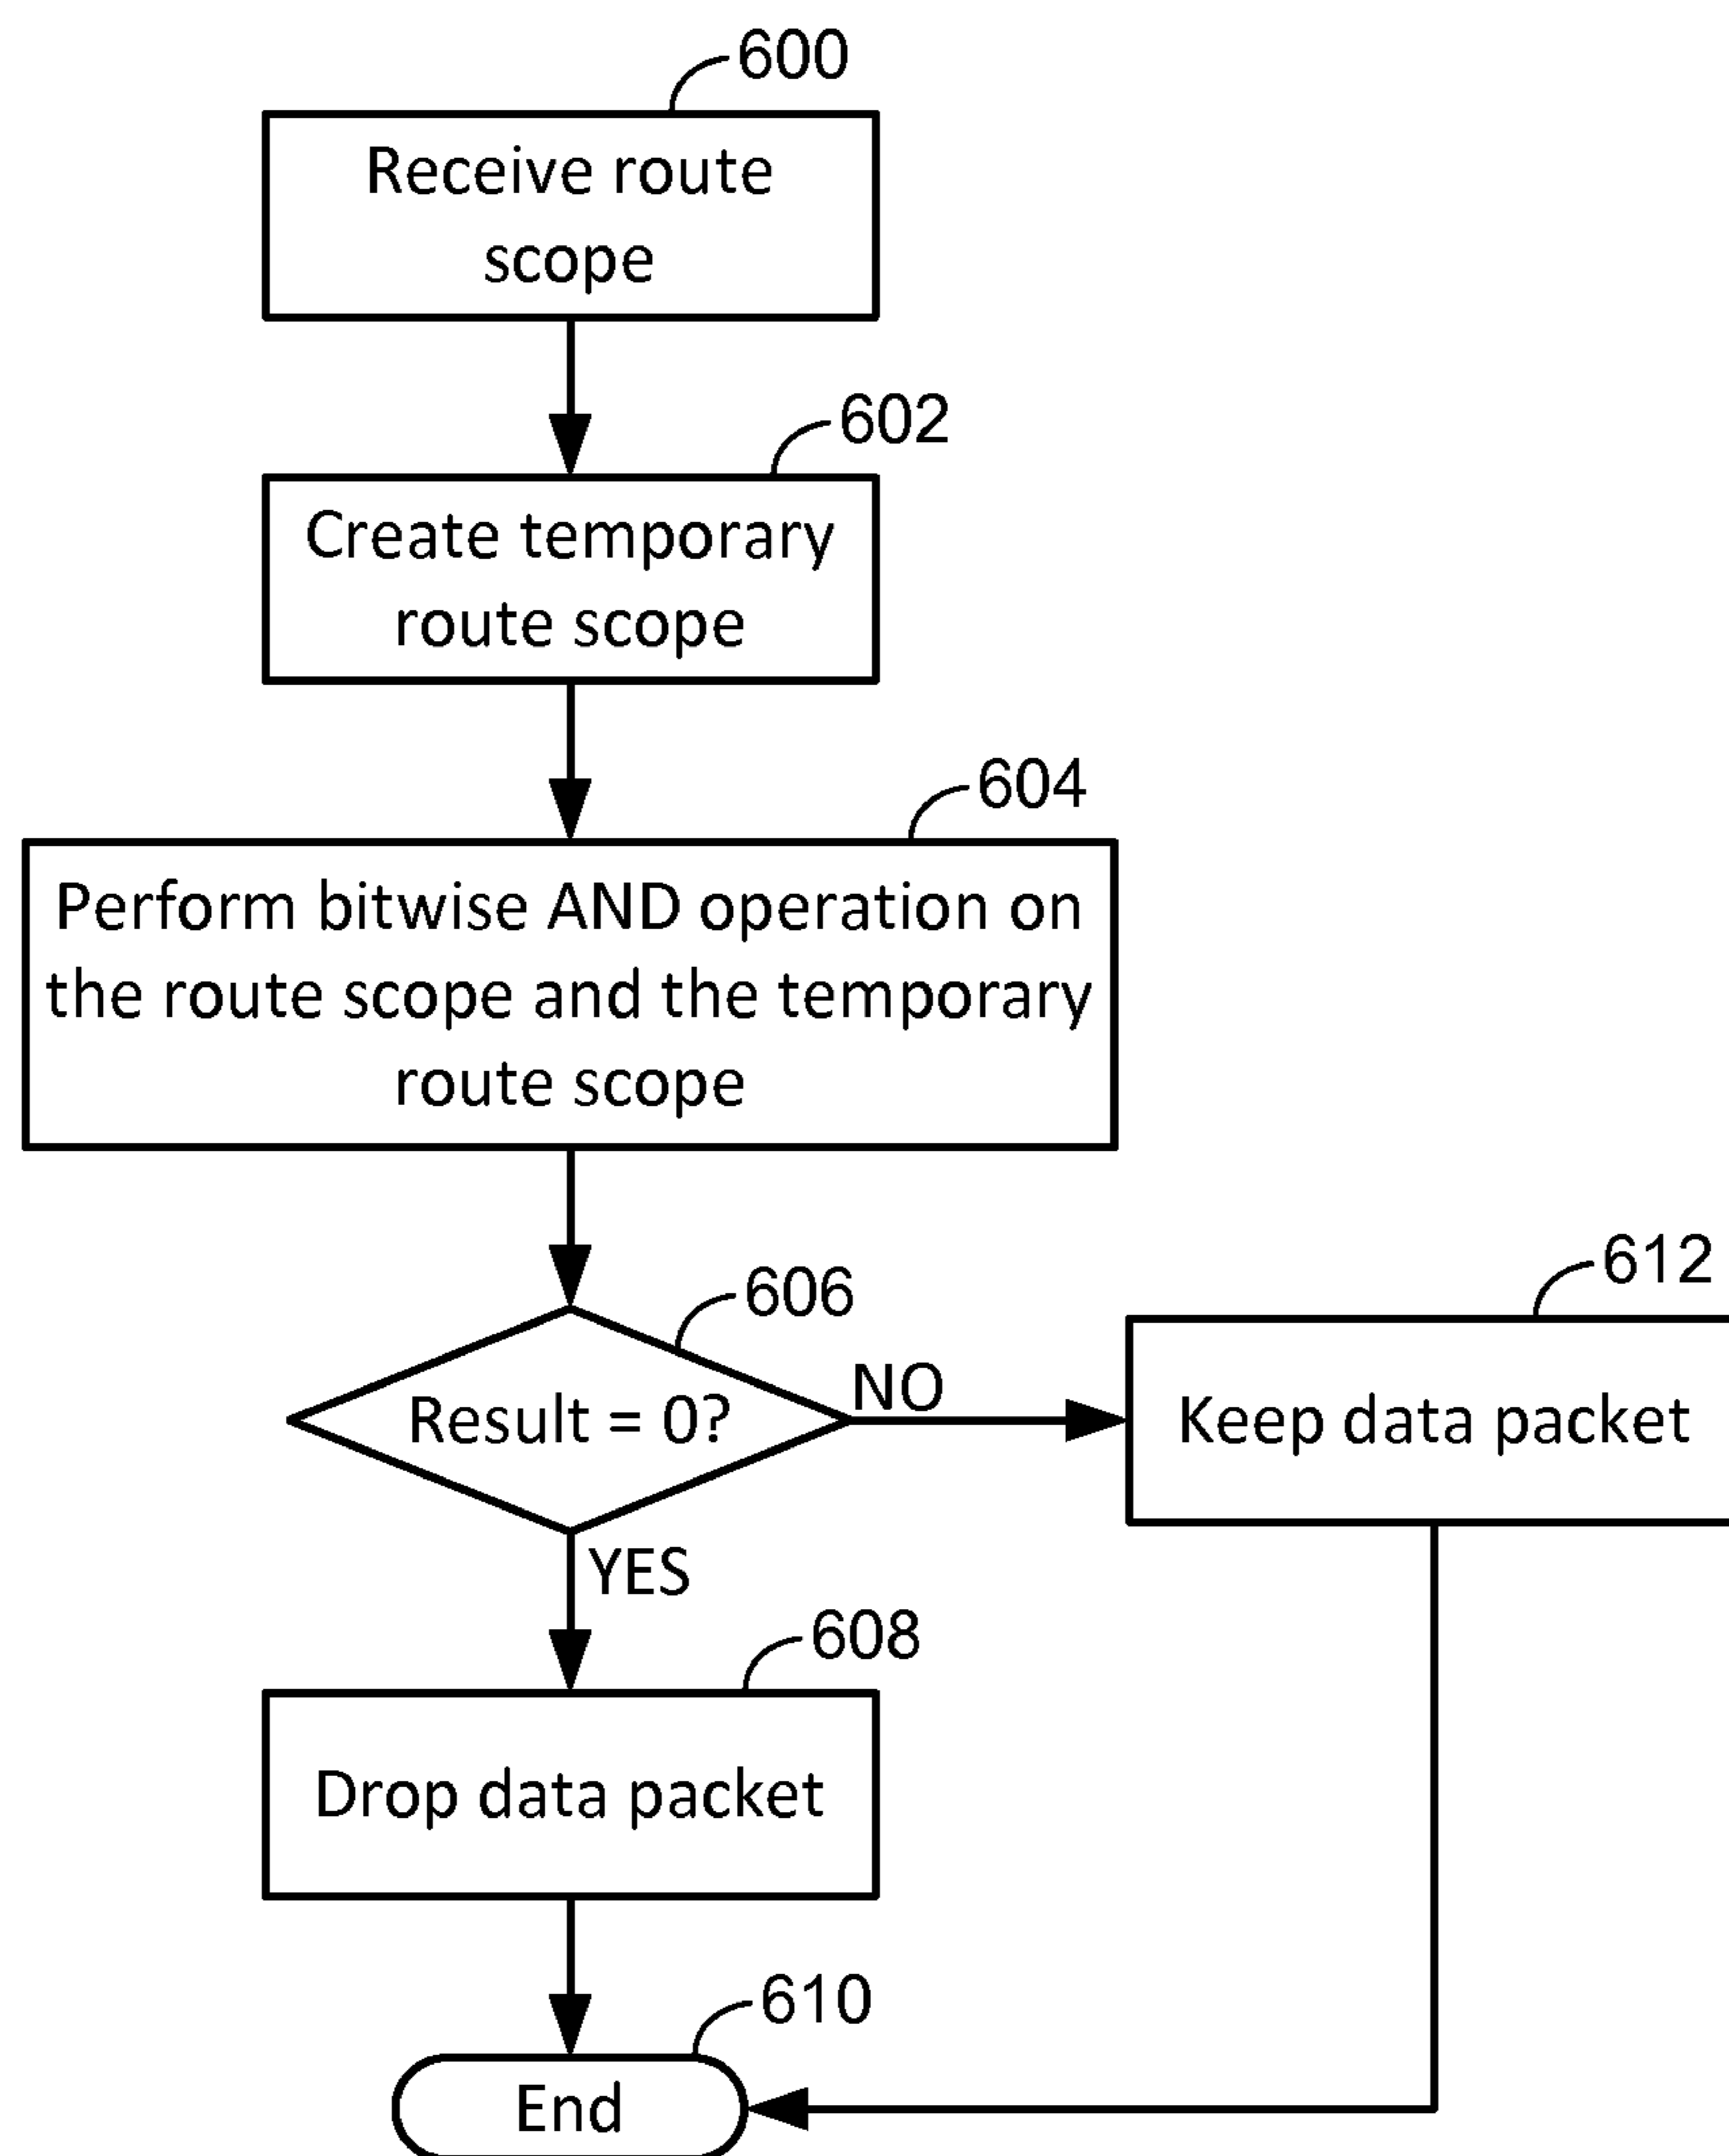 600
Receive route
scope
602
Create temporary
route scope
604
Perform bitwise AND operation on
the route scope and the temporary
route scope
606
Result = 0?
NO
612
Keep data packet
YES
608
Drop data packet
610
End